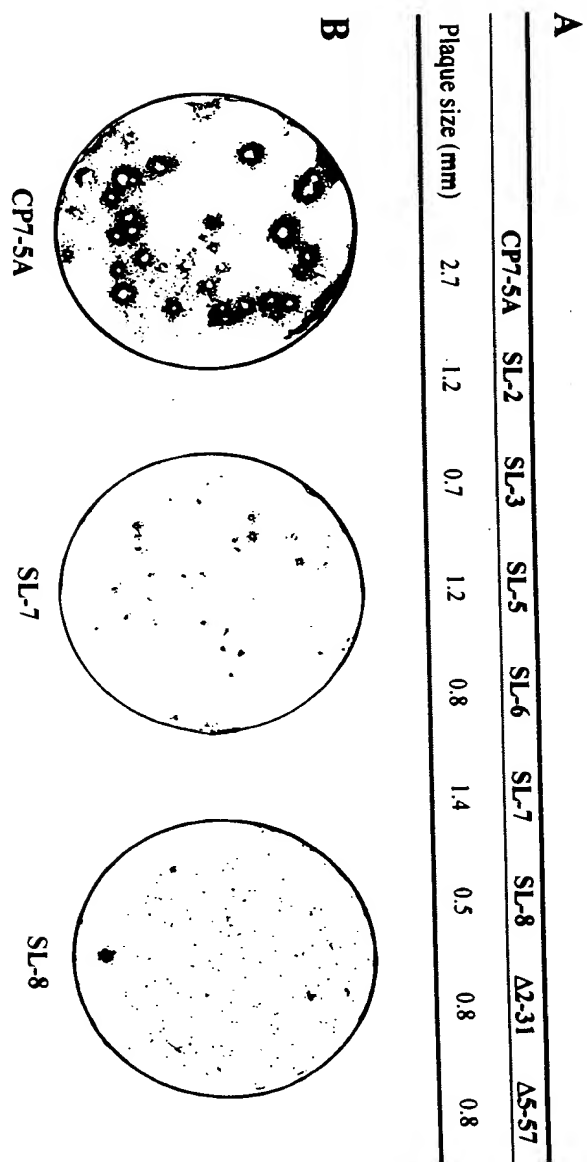 A
CP7-5A SL-2 SL-3 SL-5 SL-6 SL-7 SL-8 Δ2-31 Δ5-57
Plaque size (mm) 2.7 1.2 0.7 1.2 0.8 1.4 0.5 0.8 0.8
B
CP7-5A SL-7 SL-8